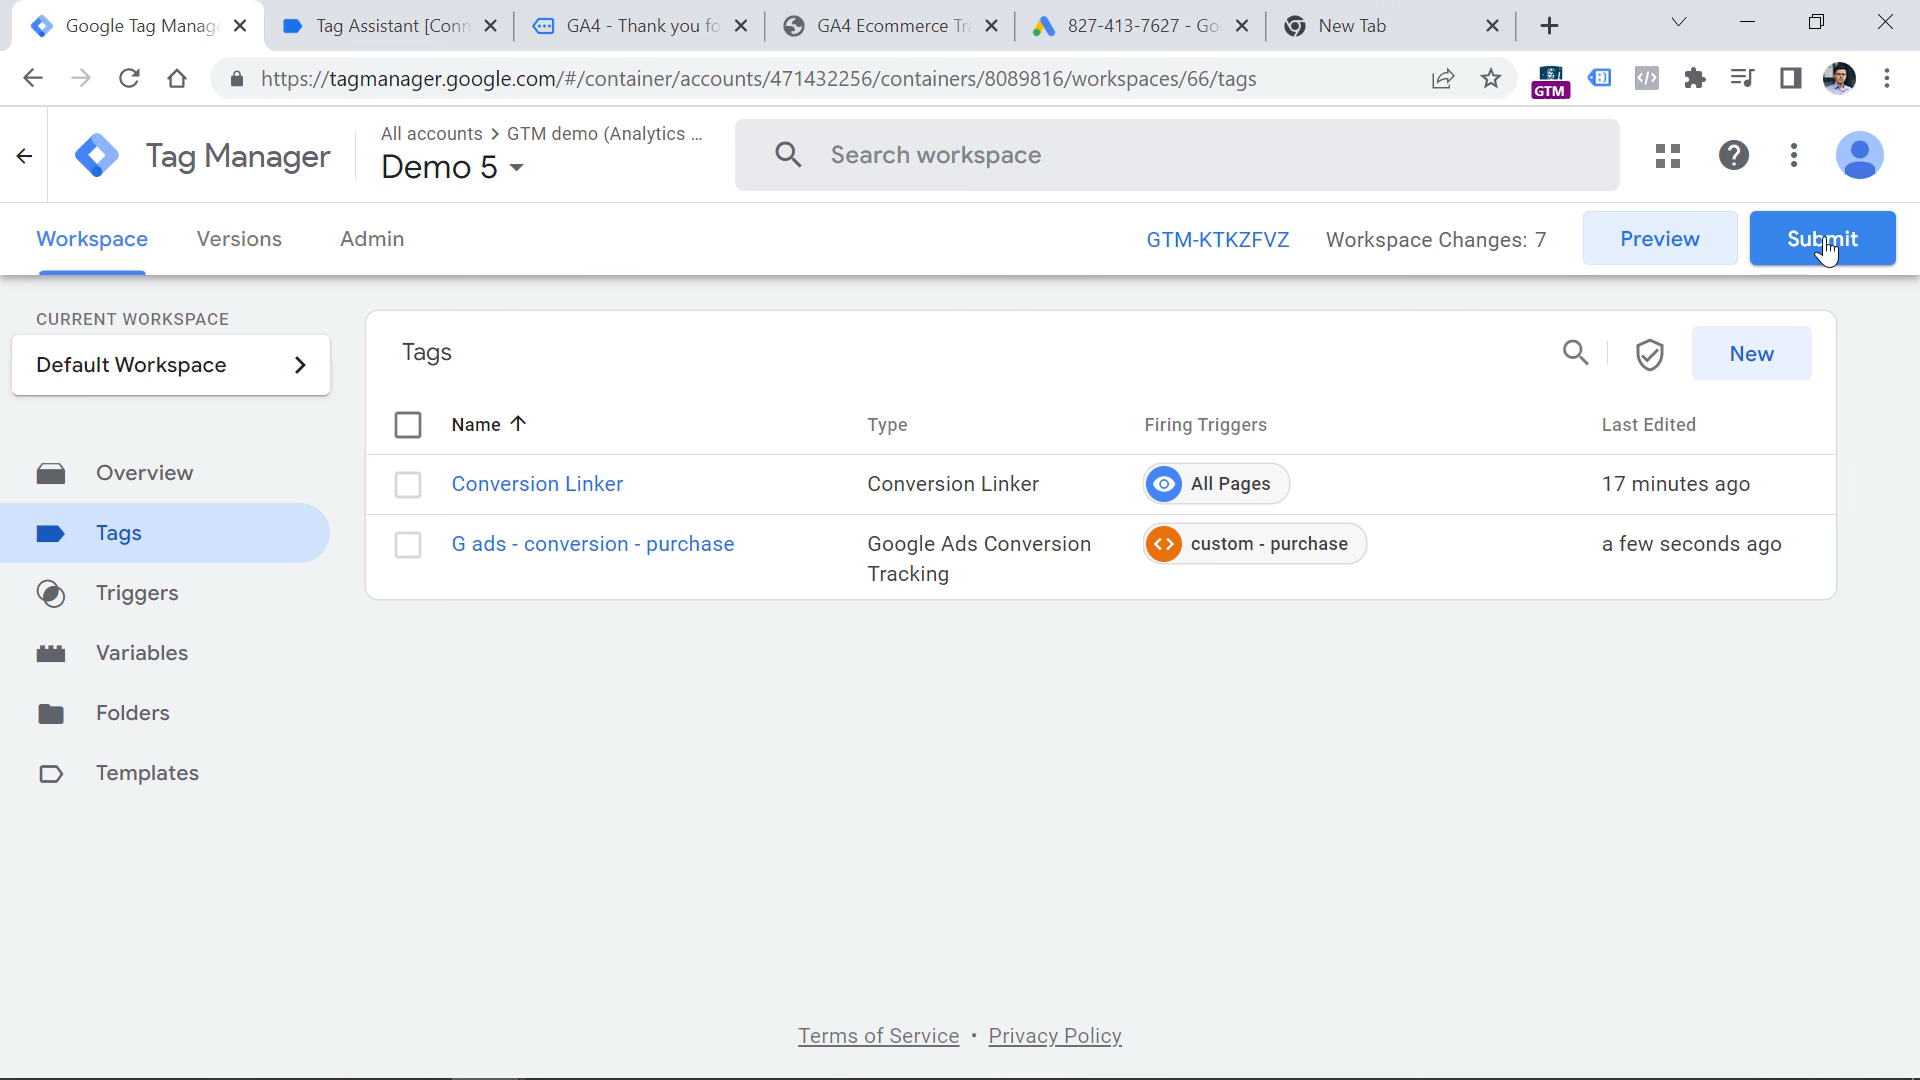 Google Tag Manag
Tag Assistant [Conn
GA4 - Thank you fo
GA4 Ecommerce Tr
827-413-7627 - Go
New Tab
https://tagmanager.google.com/#/container/accounts/471432256/containers/8089816/workspaces/66/tags
GTM
Tag Manager
All accounts > GTM demo (Analytics ...
Demo 5
Search workspace
Workspace
Versions
Admin
GTM-KTKZFVZ
Workspace Changes: 7
Preview
Submit
CURRENT WORKSPACE
Default Workspace
Overview
Tags
Triggers
Variables
Folders
Templates
Tags
New
Name
Type
Firing Triggers
Last Edited
Conversion Linker
Conversion Linker
All Pages
17 minutes ago
G ads - conversion - purchase
Google Ads Conversion
Tracking
custom - purchase
a few seconds ago
Terms of Service • Privacy Policy